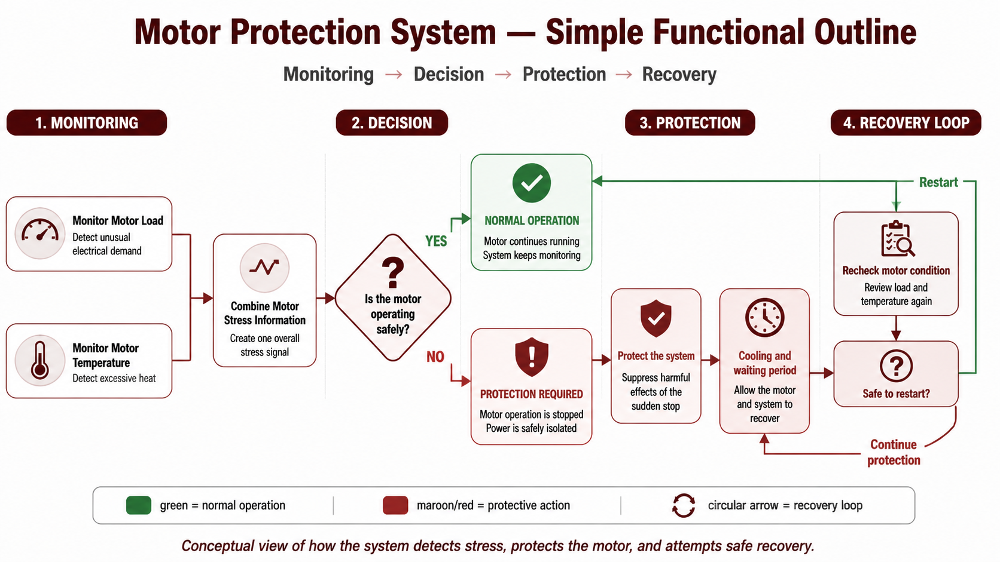 Motor Protection System — Simple Functional Outline
Monitoring → Decision → Protection → Recovery
1. MONITORING
2. DECISION
3. PROTECTION
4. RECOVERY LOOP
Monitor Motor Load
Detect unusual
electrical demand
Monitor Motor
Temperature
Detect excessive heat
Combine Motor
Stress Information
Create one overall
stress signal
?
Is the motor
operating
safely?
YES
NO
NORMAL OPERATION
Motor continues running
System keeps monitoring
!
PROTECTION REQUIRED
Motor operation is stopped
Power is safely isolated
Protect the system
Suppress harmful
effects of the
sudden stop
Cooling and
waiting period
Allow the motor
and system to
recover
Restart
Recheck motor condition
Review load and
temperature again
?
Safe to restart?
Continue
protection
green = normal operation
maroon/red = protective action
circular arrow = recovery loop
Conceptual view of how the system detects stress, protects the motor, and attempts safe recovery.